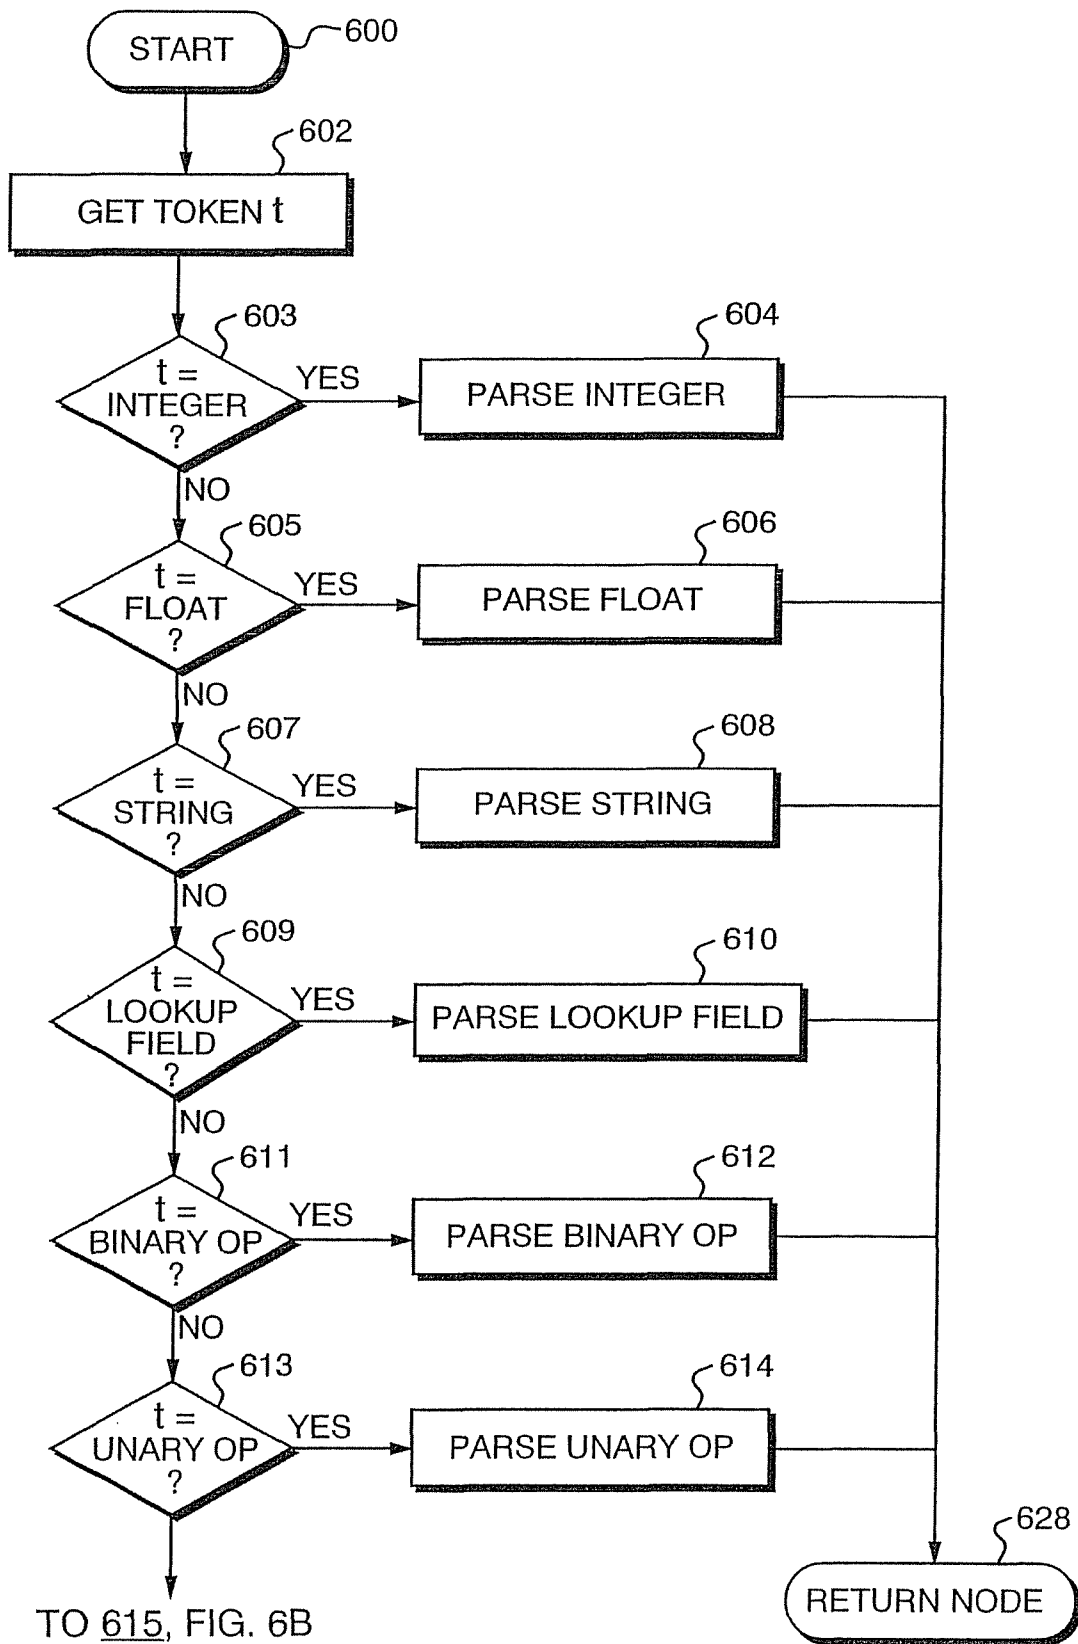 START
600
602
GET TOKEN t
603
t =
INTEGER
?
YES
604
PARSE INTEGER
NO
605
t =
FLOAT
?
YES
606
PARSE FLOAT
NO
607
t =
STRING
?
YES
608
PARSE STRING
NO
609
t =
LOOKUP
FIELD
?
YES
610
PARSE LOOKUP FIELD
NO
611
t =
BINARY OP
?
YES
612
PARSE BINARY OP
NO
613
t =
UNARY OP
?
YES
614
PARSE UNARY OP
628
RETURN NODE
TO 615, FIG. 6B